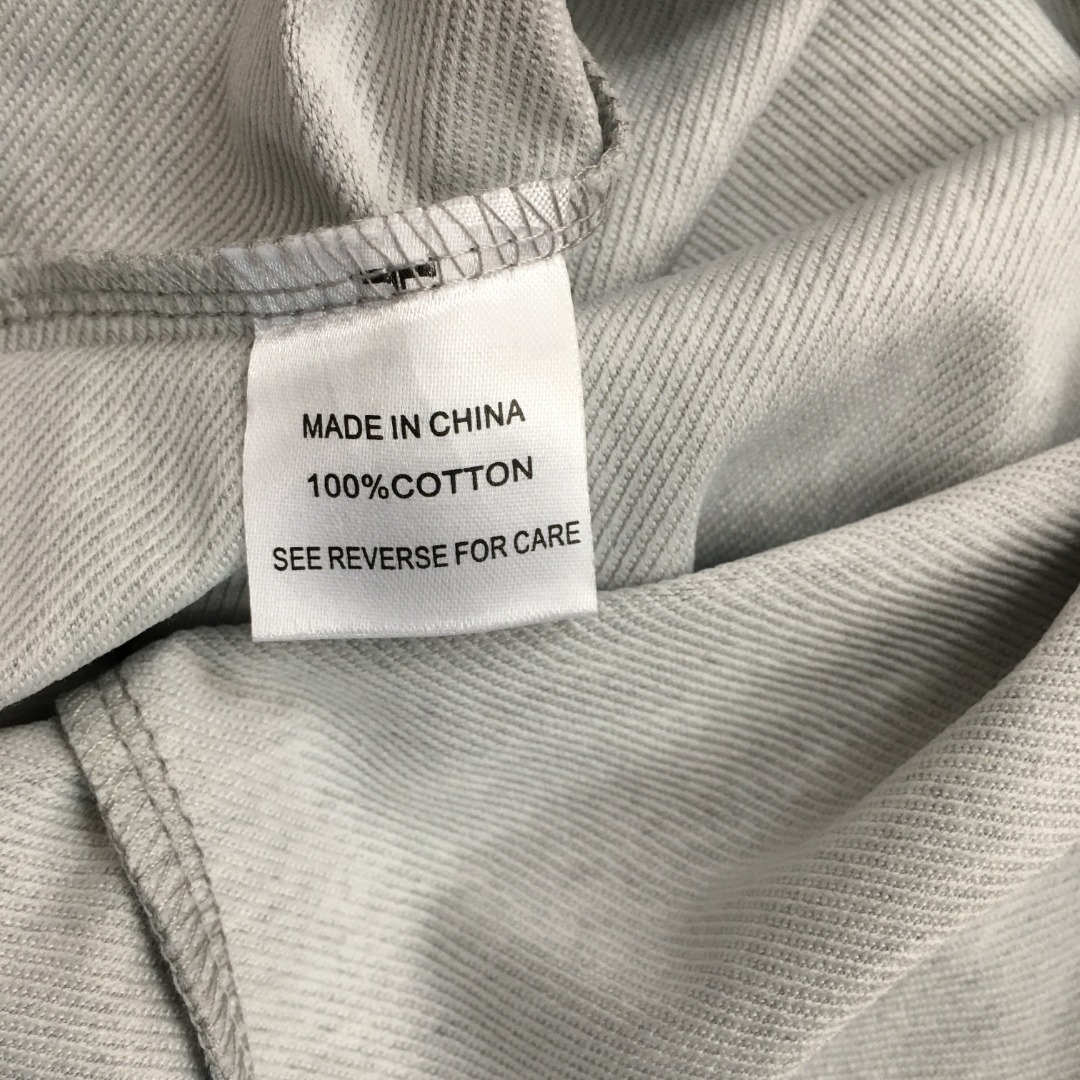 MADE IN CHINA
100%COTTON
SEE REVERSE FOR CARE